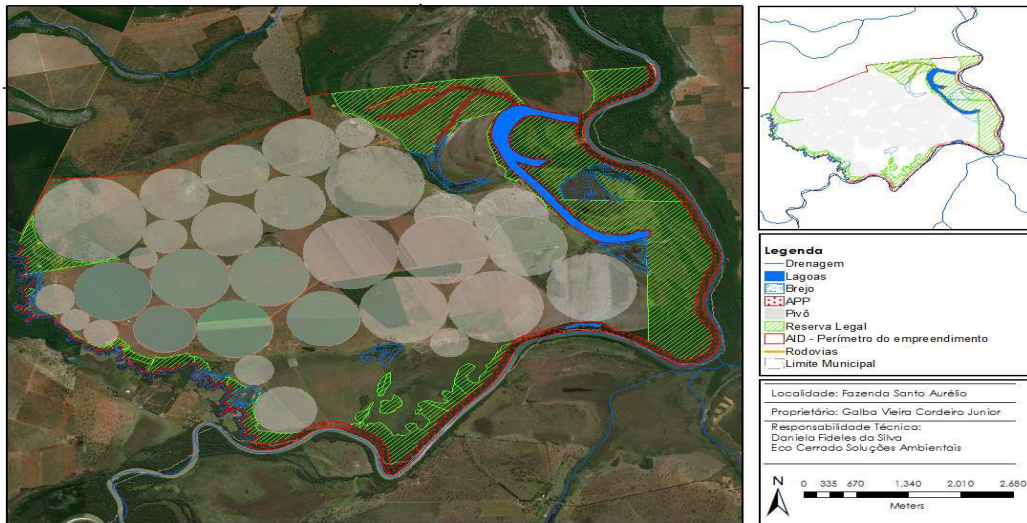 Legenda
Drenagem
Lagoas
Brejo
APP
Pivô
Reserva Legal
AID - Perímetro do empreendimento
Rodovias
Limite Municipal
Localidade: Fazenda Santo Aurélio
Proprietário: Galba Vieira Cordeiro Junior
Responsabilidade Técnica:
Daniela Fideles da Silva
Eco Cerrado Soluções Ambientais
N
0 335 670 1.340 2.010 2.680
Meters